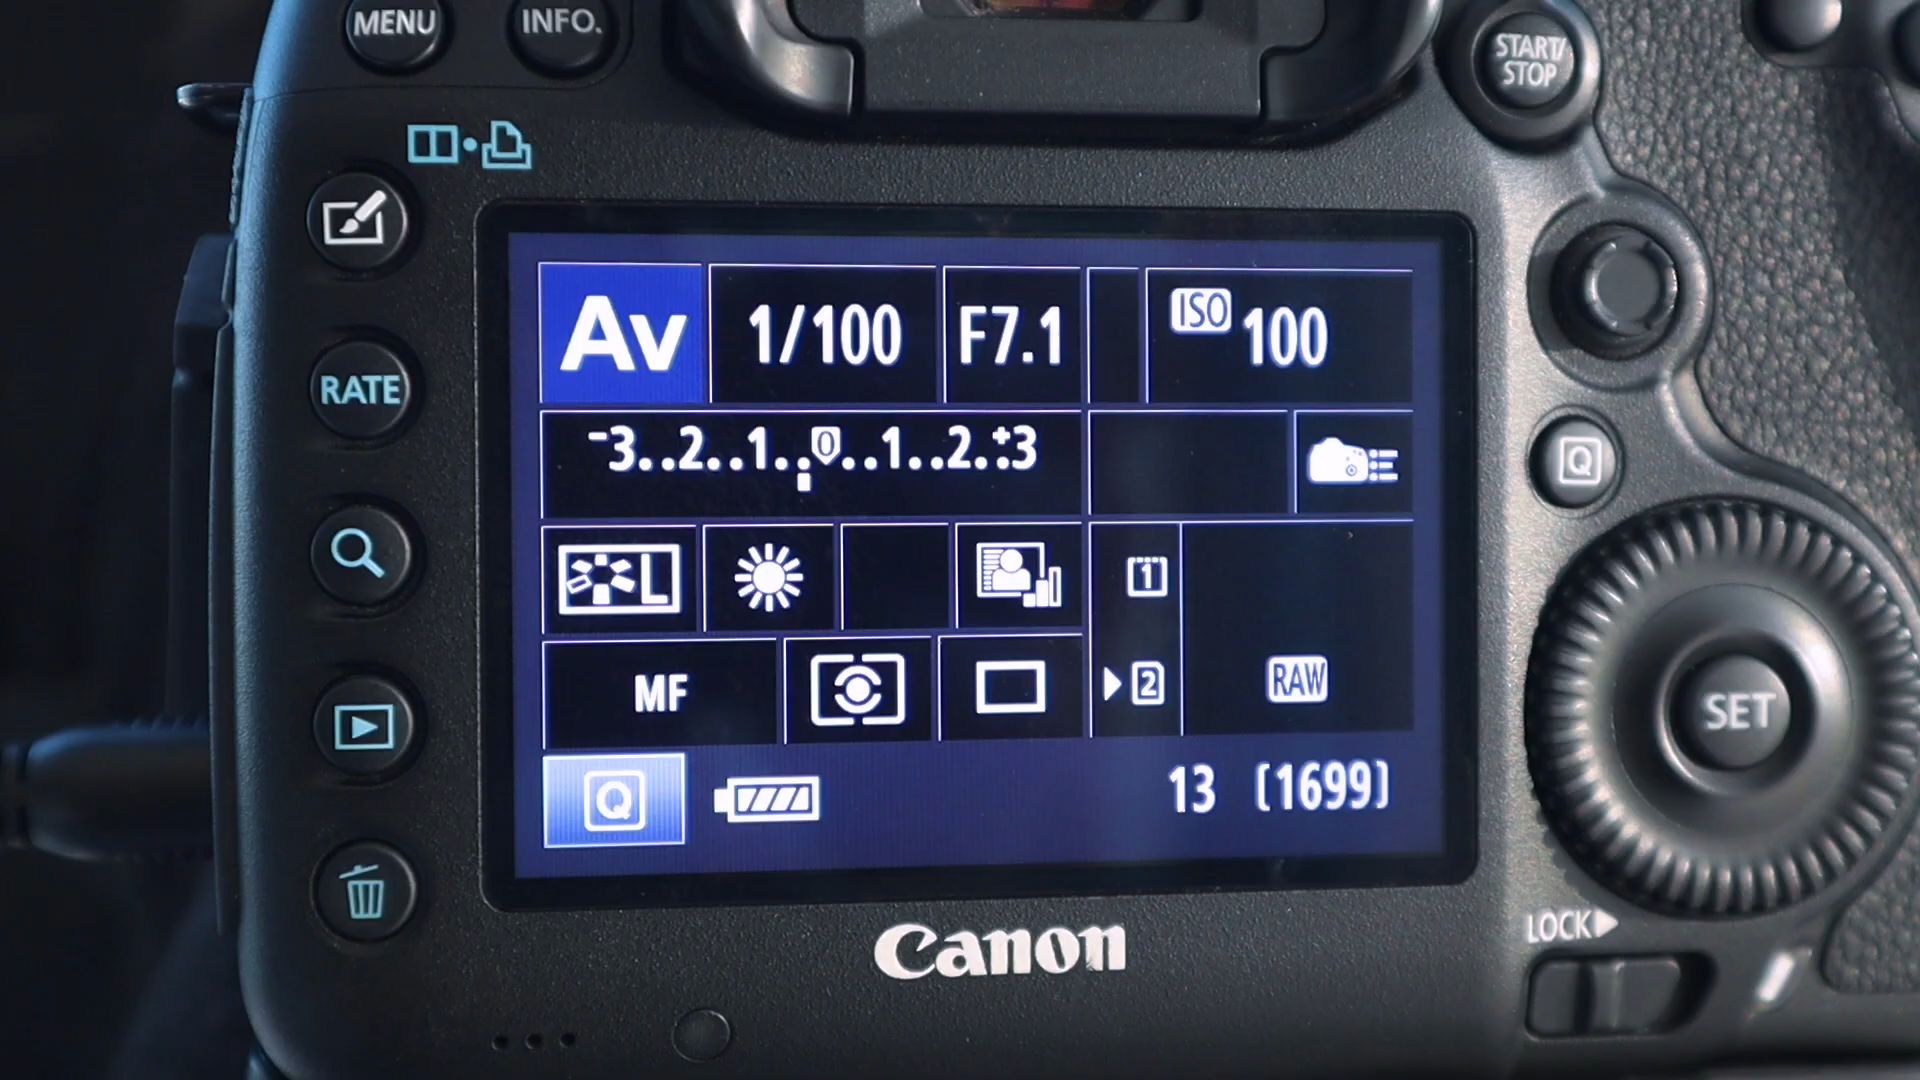 MENU INFO.
START/
STOP
RATE
Av 1/100 F7.1 ISO 100
-3..2..1..0..1..2..+3
L 1
MF 2 RAW
Q 13 [1699]
Q
SET
LOCK
Canon